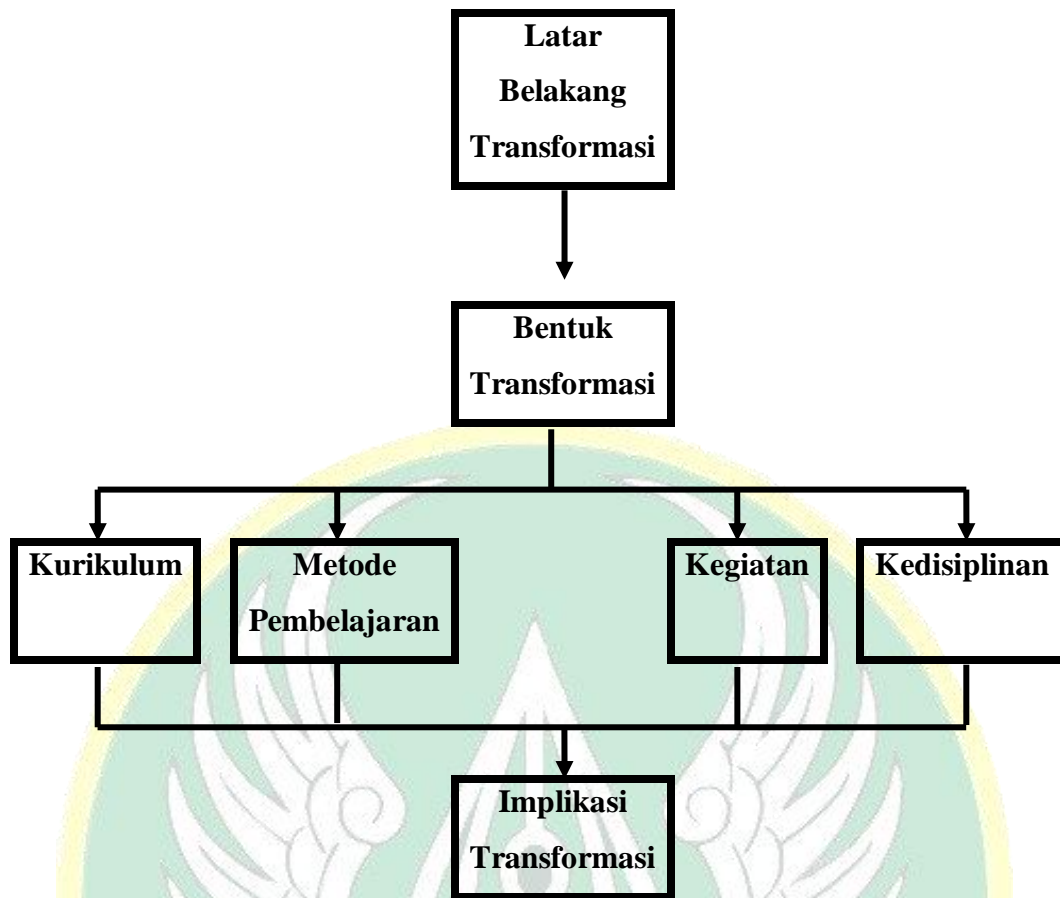 Latar
Belakang
Transformasi
Bentuk
Transformasi
Kurikulum
Metode
Pembelajaran
Kegiatan
Kedisiplinan
Implikasi
Transformasi